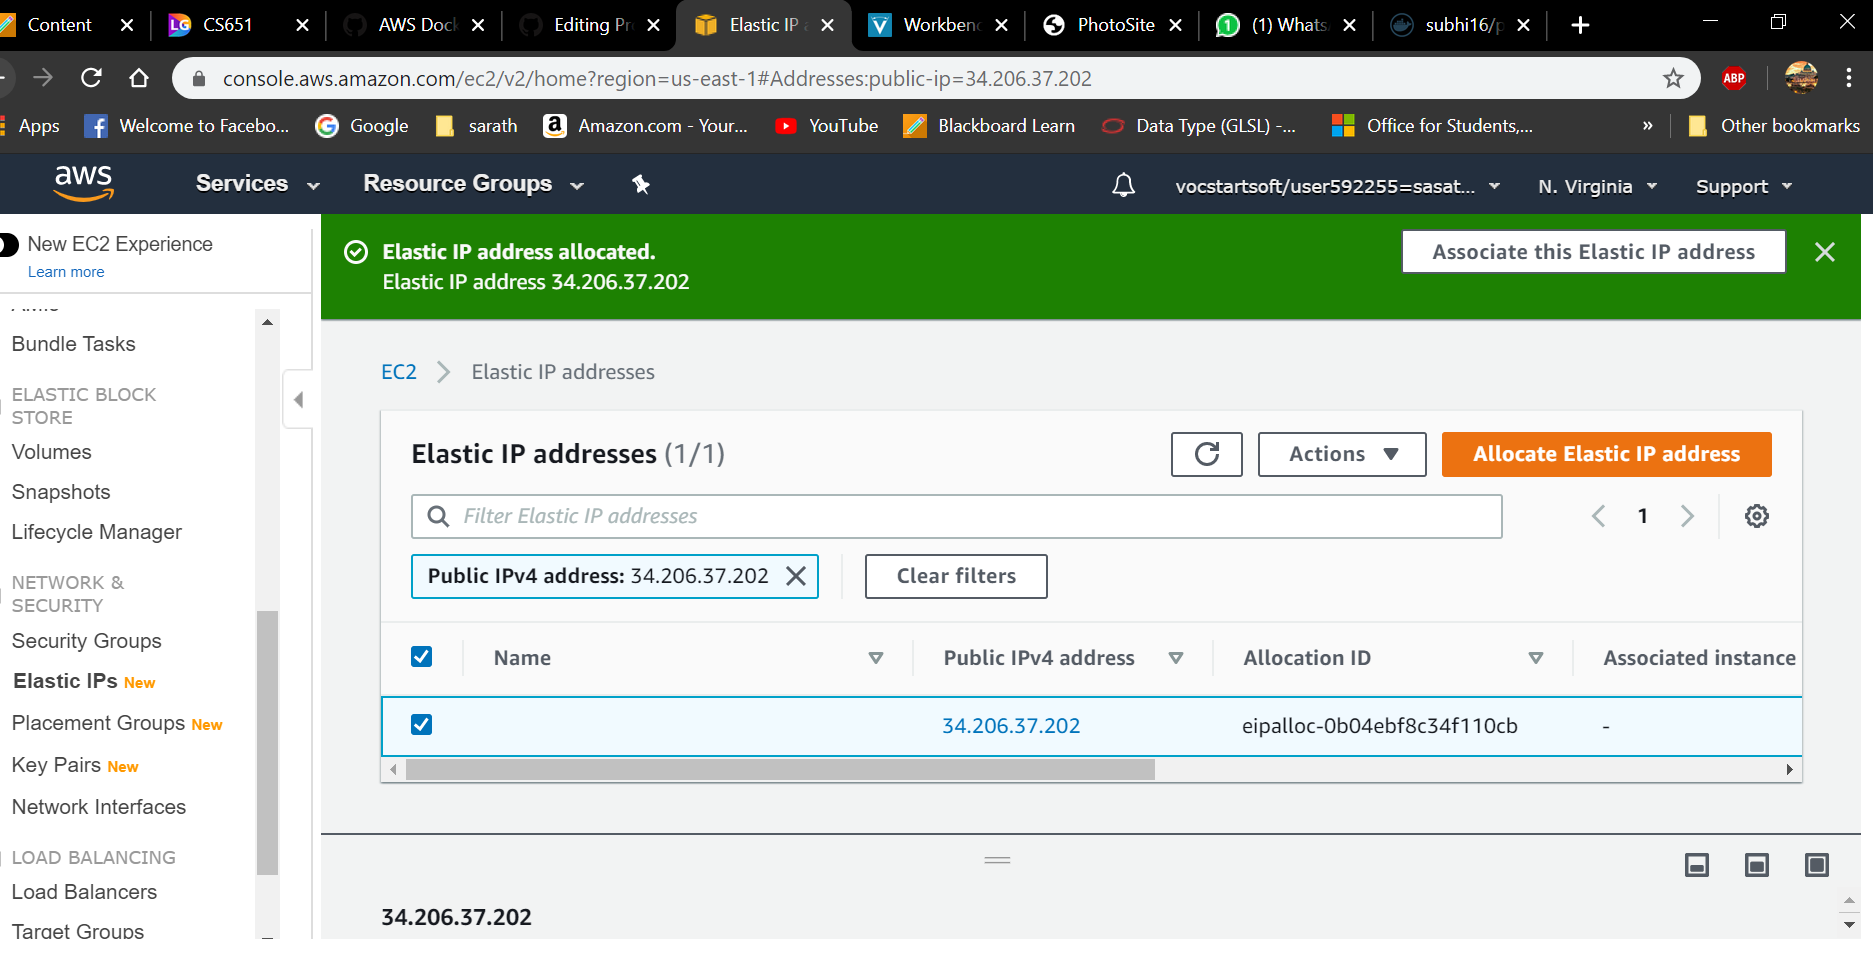 Content
CS651
AWS Dock
Editing Pr
Elastic IP a
Workben
PhotoSite
(1) Whats
subhi16/p
console.aws.amazon.com/ec2/v2/home?region=us-east-1#Addresses:public-ip=34.206.37.202
ABP
Apps
Welcome to Facebo...
Google
sarath
Amazon.com - Your...
YouTube
Blackboard Learn
Data Type (GLSL) -...
Office for Students,...
»
Other bookmarks
aws
Services
Resource Groups
vocstartsoft/user592255=sasat...
N. Virginia
Support
New EC2 Experience
Learn more
Bundle Tasks
ELASTIC BLOCK
STORE
Volumes
Snapshots
Lifecycle Manager
NETWORK &
SECURITY
Security Groups
Elastic IPs New
Placement Groups New
Key Pairs New
Network Interfaces
LOAD BALANCING
Load Balancers
Target Groups
Elastic IP address allocated.
Elastic IP address 34.206.37.202
Associate this Elastic IP address
EC2
Elastic IP addresses
Elastic IP addresses (1/1)
Actions
Allocate Elastic IP address
Filter Elastic IP addresses
1
Public IPv4 address: 34.206.37.202
Clear filters
Name
Public IPv4 address
Allocation ID
Associated instance
34.206.37.202
eipalloc-0b04ebf8c34f110cb
-
34.206.37.202